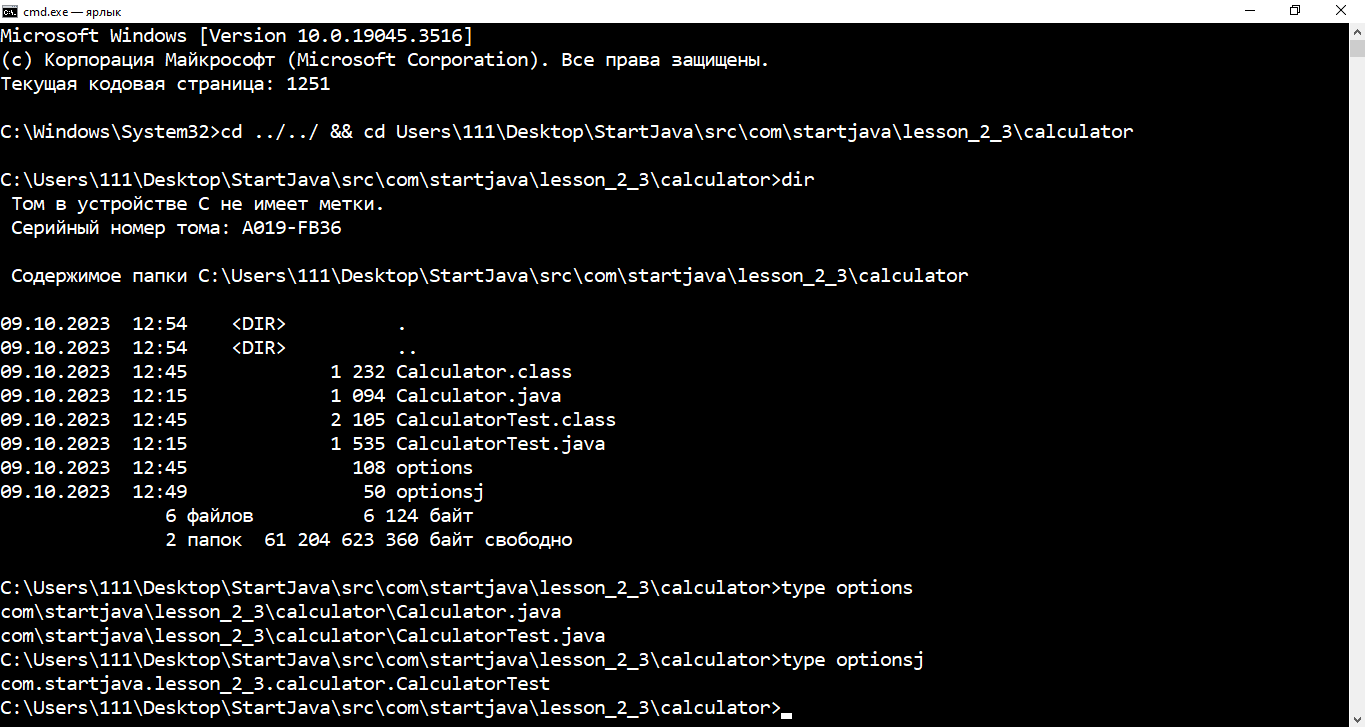 cmd.exe — ярлык
Microsoft Windows [Version 10.0.19045.3516]
(c) Корпорация Майкрософт (Microsoft Corporation). Все права защищены.
Текущая кодовая страница: 1251
C:\Windows\System32>cd ../../ && cd Users\111\Desktop\StartJava\src\com\startjava\lesson_2_3\calculator
C:\Users\111\Desktop\StartJava\src\com\startjava\lesson_2_3\calculator>dir
Том в устройстве C не имеет метки.
Серийный номер тома: A019-FB36
Содержимое папки C:\Users\111\Desktop\StartJava\src\com\startjava\lesson_2_3\calculator
09.10.2023  12:54    <DIR>          .
09.10.2023  12:54    <DIR>          ..
09.10.2023  12:45             1 232 Calculator.class
09.10.2023  12:15             1 094 Calculator.java
09.10.2023  12:45             2 105 CalculatorTest.class
09.10.2023  12:15             1 535 CalculatorTest.java
09.10.2023  12:45               108 options
09.10.2023  12:49                50 optionsj
6 файлов          6 124 байт
2 папок  61 204 623 360 байт свободно
C:\Users\111\Desktop\StartJava\src\com\startjava\lesson_2_3\calculator>type options
com\startjava\lesson_2_3\calculator\Calculator.java
com\startjava\lesson_2_3\calculator\CalculatorTest.java
C:\Users\111\Desktop\StartJava\src\com\startjava\lesson_2_3\calculator>type optionsj
com.startjava.lesson_2_3.calculator.CalculatorTest
C:\Users\111\Desktop\StartJava\src\com\startjava\lesson_2_3\calculator>